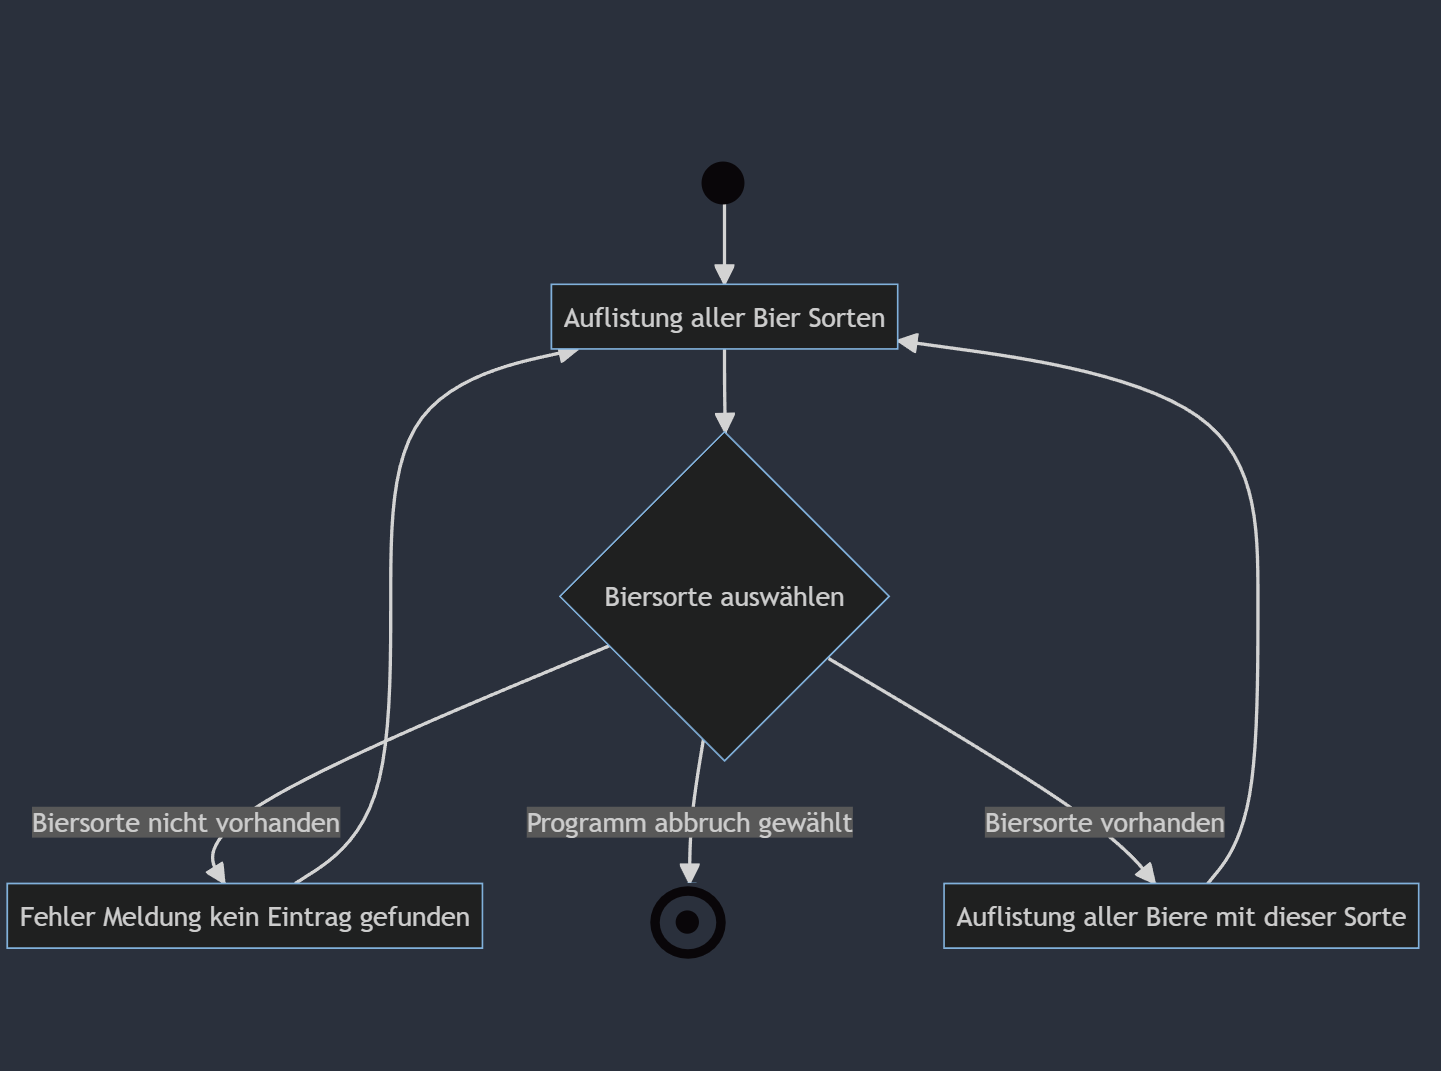 Auflistung aller Bier Sorten
Biersorte auswählen
Biersorte nicht vorhanden
Programm abbruch gewählt
Biersorte vorhanden
Fehler Meldung kein Eintrag gefunden
Auflistung aller Biere mit dieser Sorte